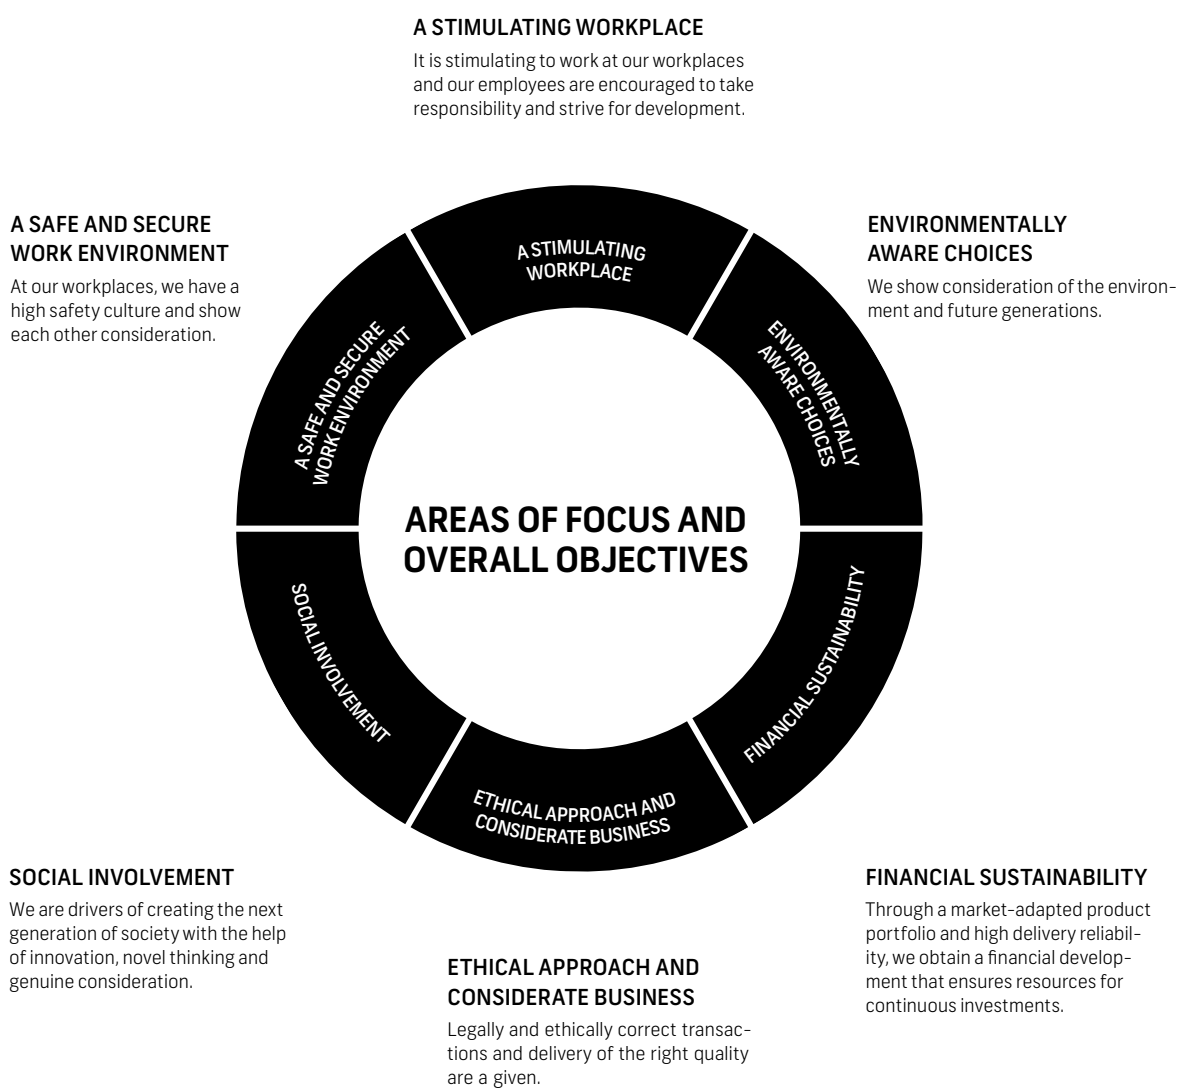 A STIMULATING WORKPLACE
It is stimulating to work at our workplaces
and our employees are encouraged to take
responsibility and strive for development.
A SAFE AND SECURE
WORK ENVIRONMENT
At our workplaces, we have a
high safety culture and show
each other consideration.
ENVIRONMENTALLY
AWARE CHOICES
We show consideration of the environ-
ment and future generations.
A STIMULATING
WORKPLACE
A SAFE AND SECURE
WORK ENVIRONMENT
ENVIRONMENTALLY
AWARE CHOICES
AREAS OF FOCUS AND
OVERALL OBJECTIVES
SOCIAL INVOLVEMENT
FINANCIAL SUSTAINABILITY
ETHICAL APPROACH AND
CONSIDERATE BUSINESS
SOCIAL INVOLVEMENT
We are drivers of creating the next
generation of society with the help
of innovation, novel thinking and
genuine consideration.
ETHICAL APPROACH AND
CONSIDERATE BUSINESS
Legally and ethically correct transac-
tions and delivery of the right quality
are a given.
FINANCIAL SUSTAINABILITY
Through a market-adapted product
portfolio and high delivery reliabil-
ity, we obtain a financial develop-
ment that ensures resources for
continuous investments.